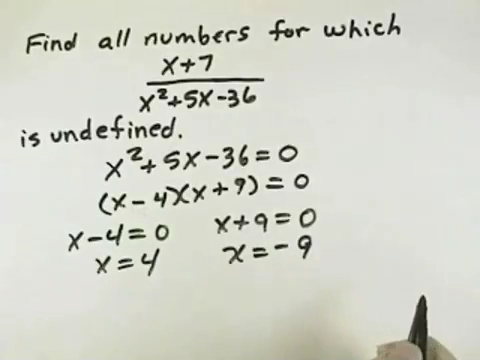 Find all numbers for which
x+7
x²+5x-36
is undefined.
x²+5x-36=0
(x-4)(x+9)=0
x-4=0 x+9=0
x=4 x=-9